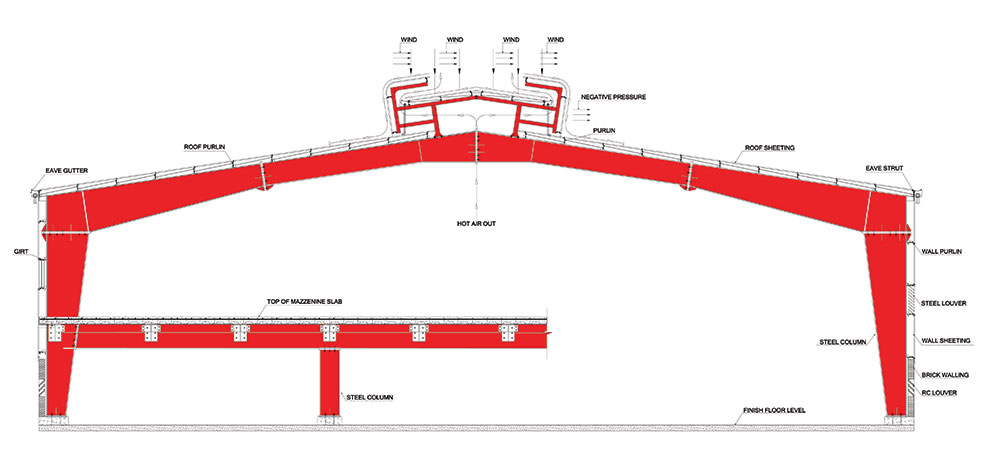 WIND
WIND
WIND
WIND
NEGATIVE PRESSURE
PURLIN
ROOF PURLIN
ROOF SHEETING
EAVE GUTTER
EAVE STRUT
HOT AIR OUT
GIRT
WALL PURLIN
TOP OF MAZZENINE SLAB
STEEL LOUVER
STEEL COLUMN
WALL SHEETING
BRICK WALLING
RC LOUVER
STEEL COLUMN
FINISH FLOOR LEVEL